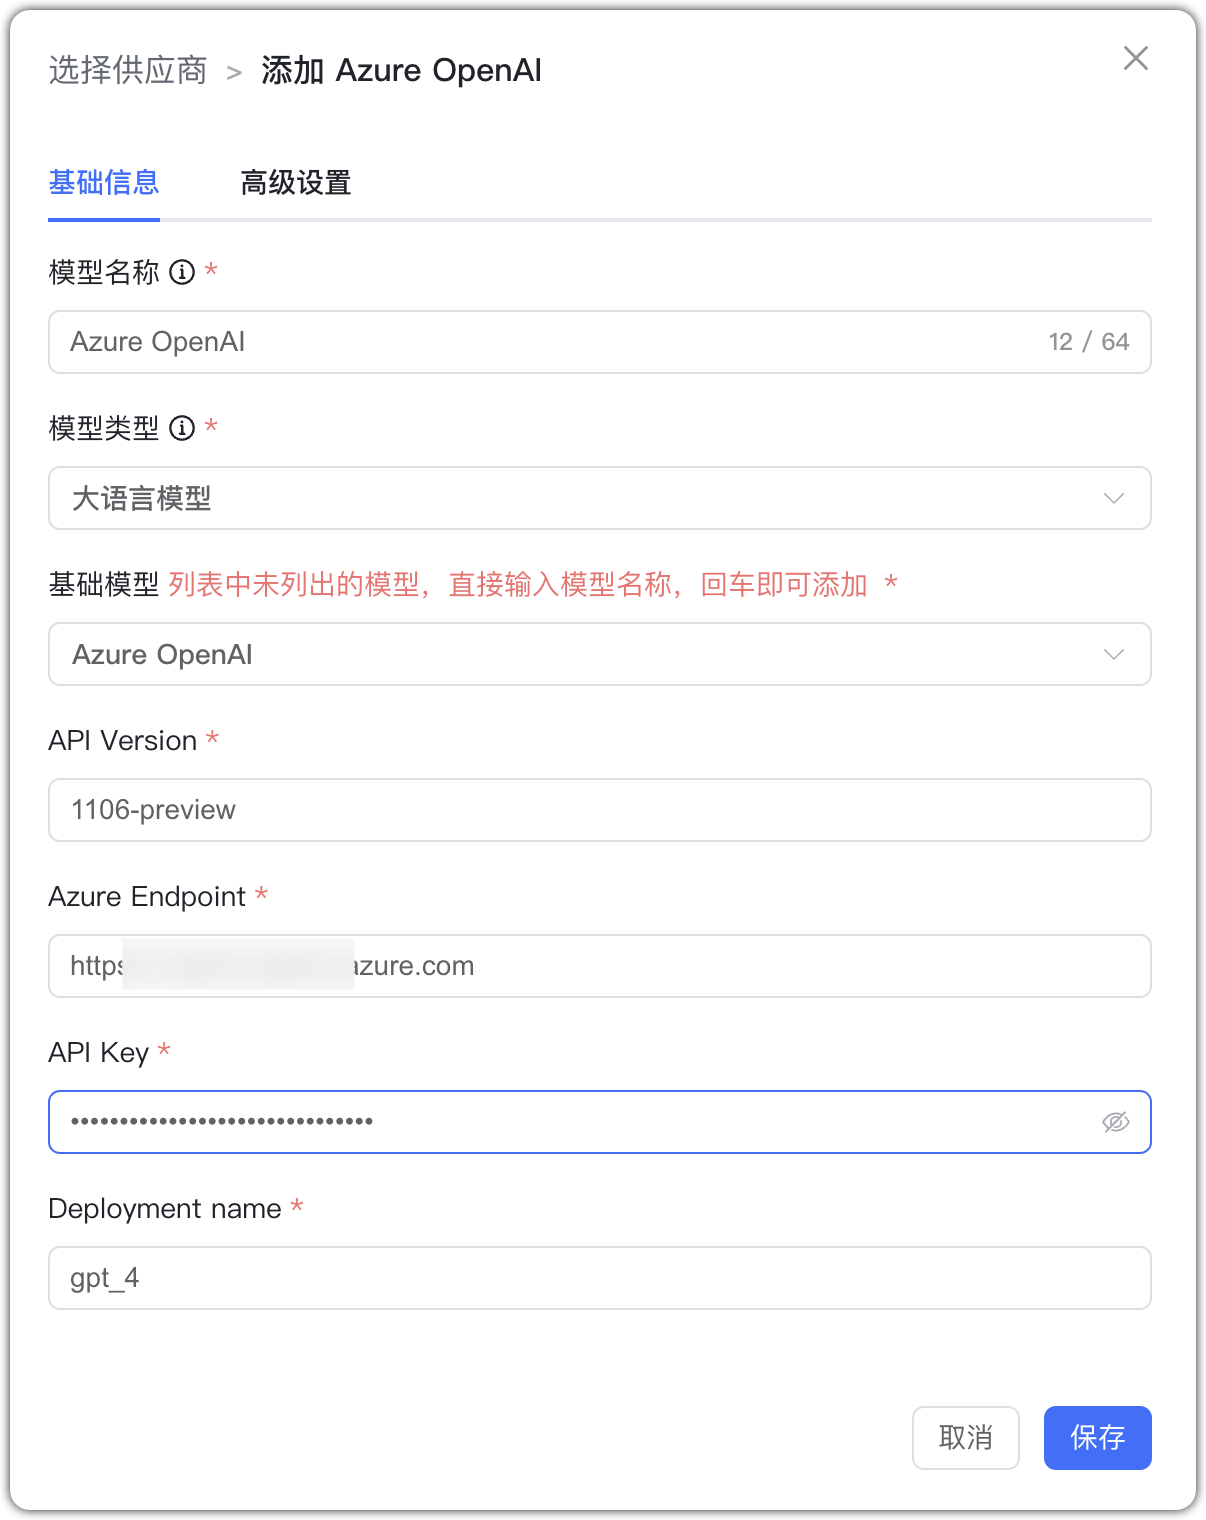 选择供应商 > 添加 Azure OpenAI
基础信息 高级设置
模型名称 *
Azure OpenAI 12 / 64
模型类型 *
大语言模型
基础模型 列表中未列出的模型，直接输入模型名称，回车即可添加 *
Azure OpenAI
API Version *
1106-preview
Azure Endpoint *
https azure.com
API Key *
•••••••••••••••••••••••••••••••
Deployment name *
gpt_4
取消 保存